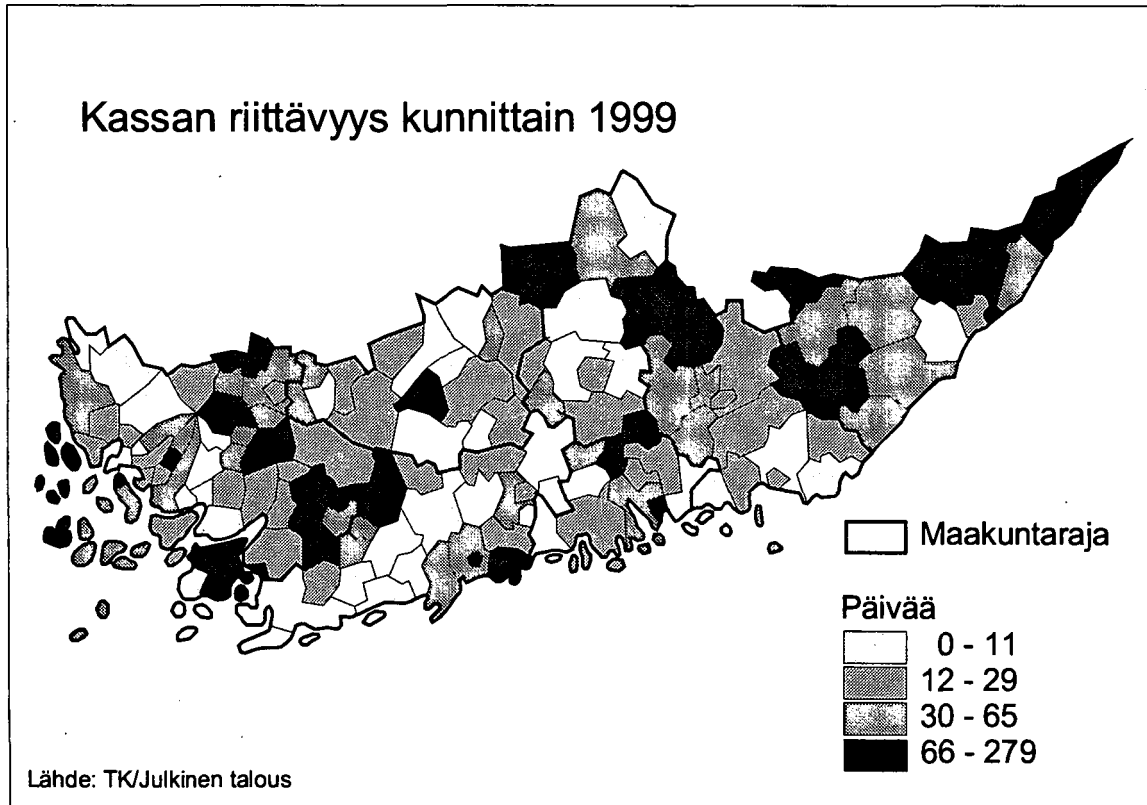 Kassan riittävyys kunnittain 1999
Maakuntaraja
Päivää
0 - 11
12 - 29
30 - 65
66 - 279
Lähde: TK/Julkinen talous